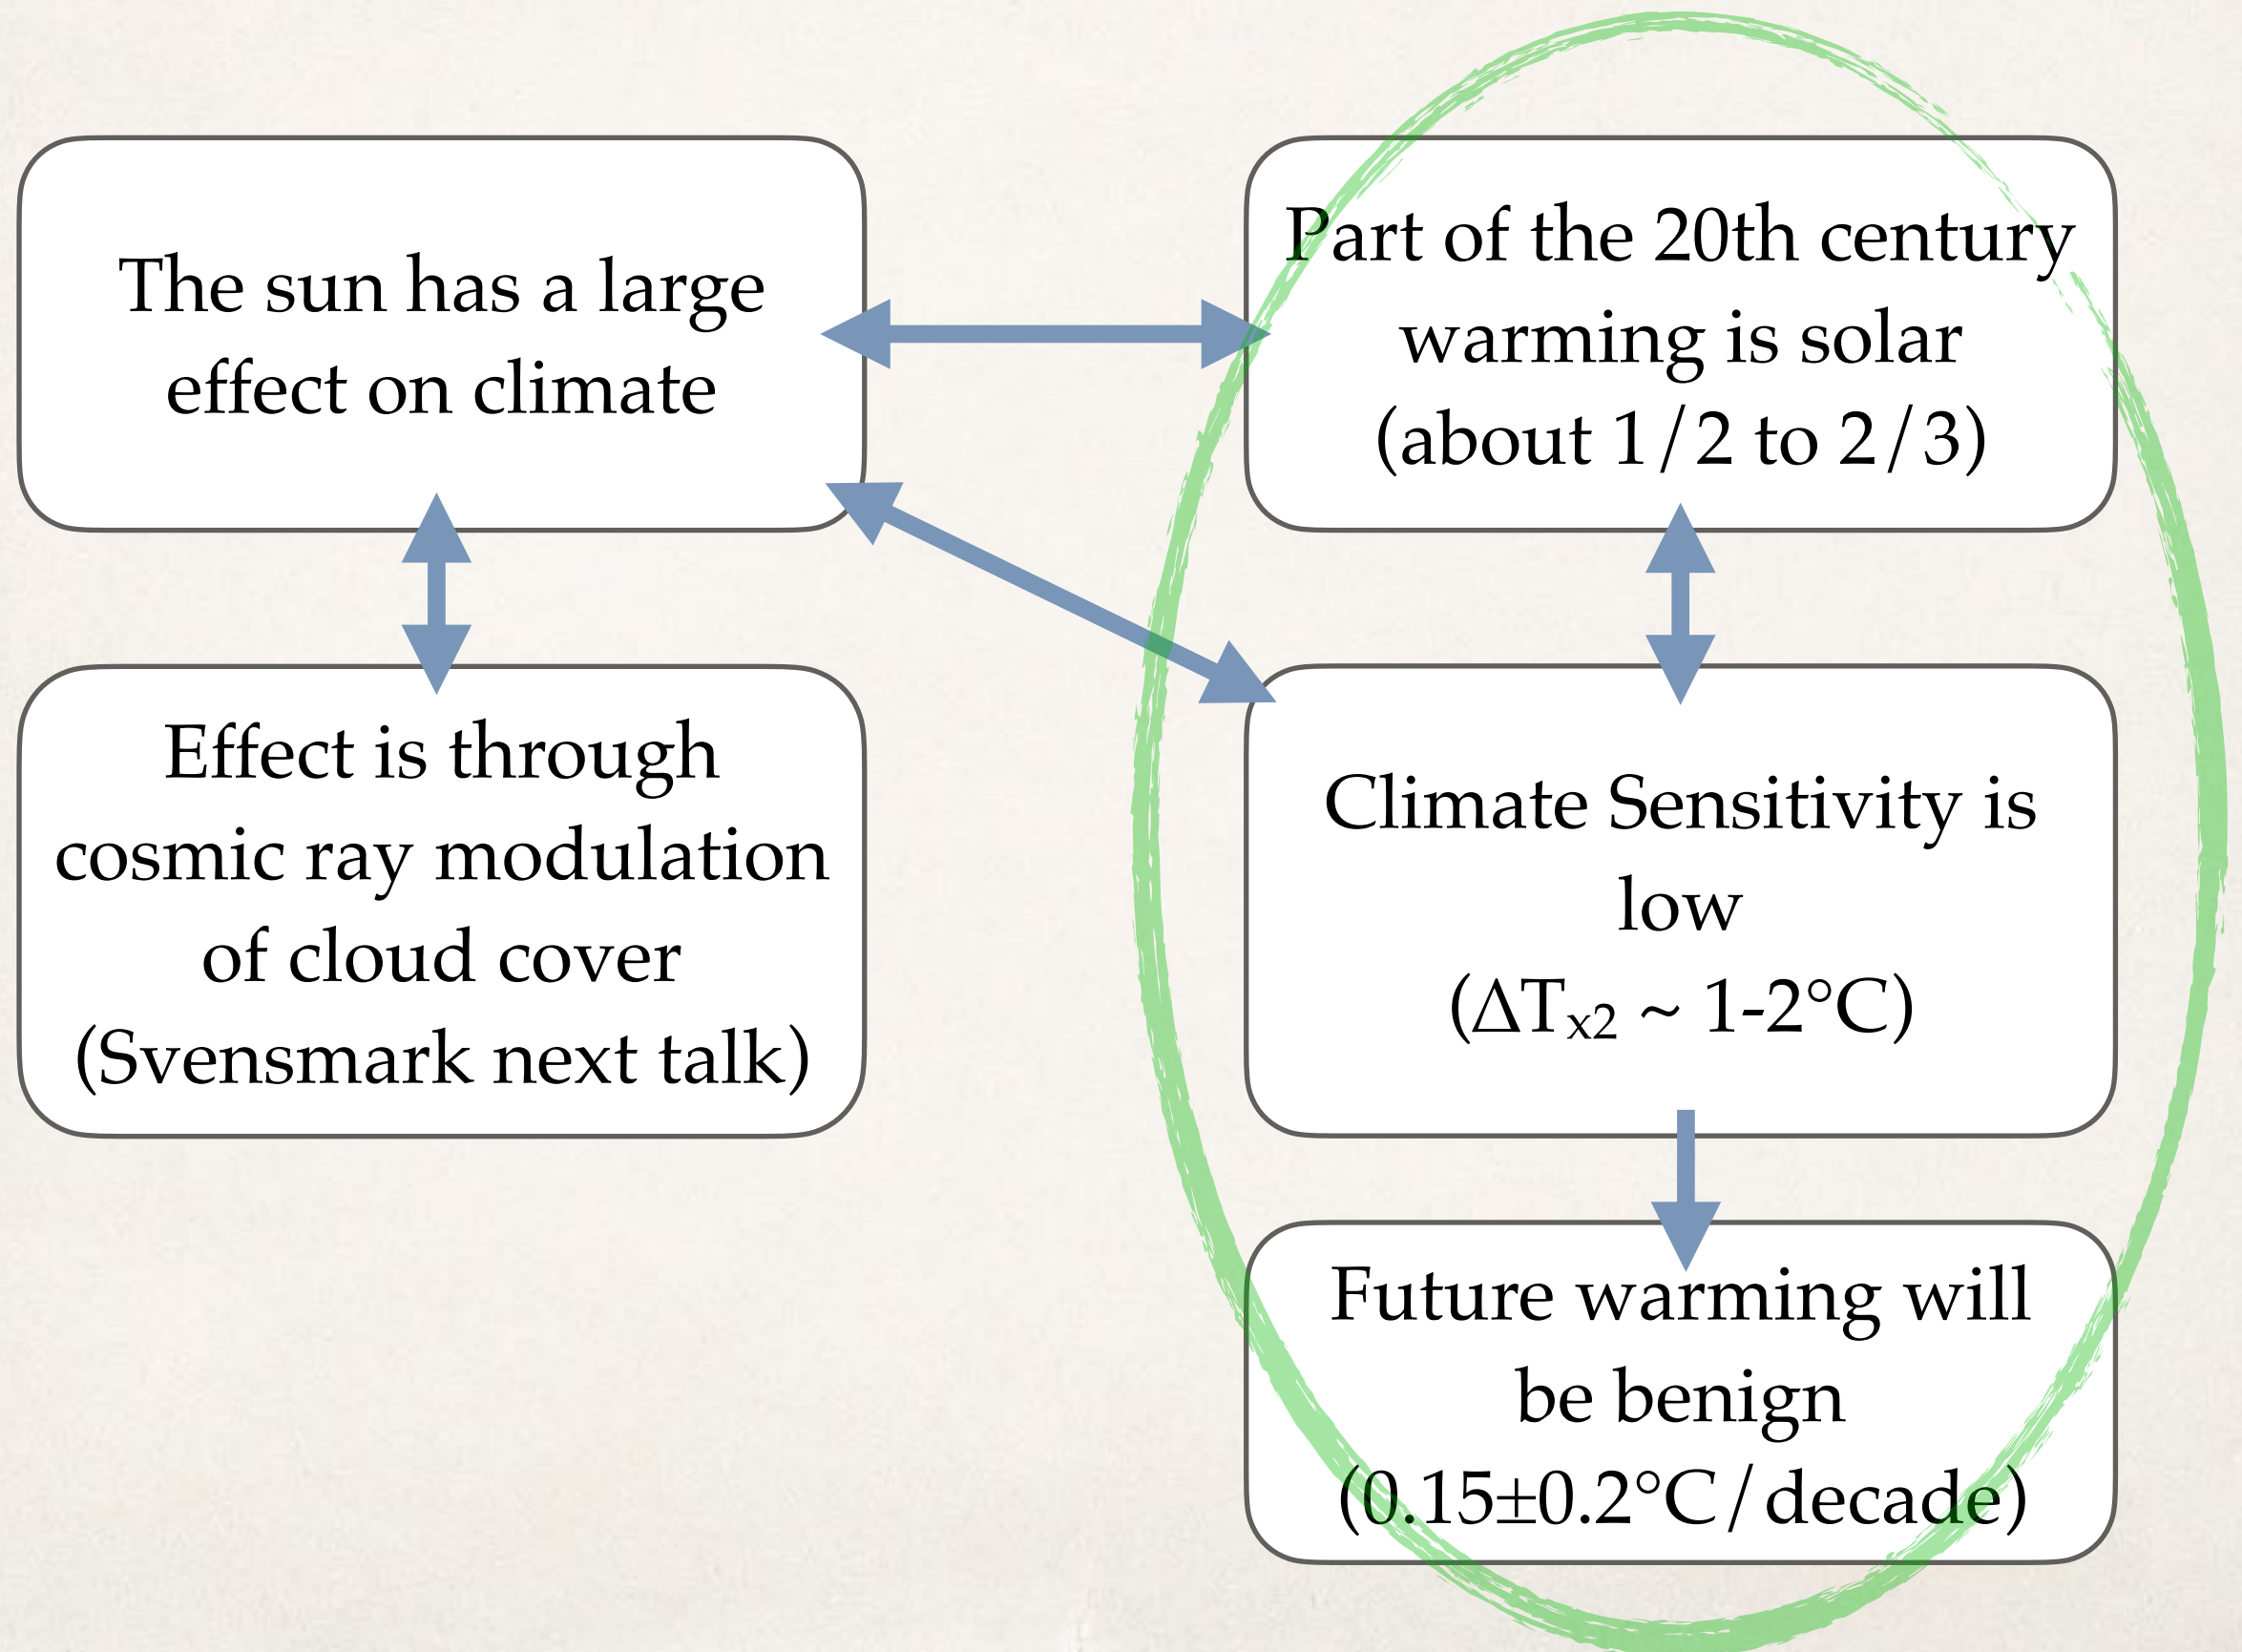 The sun has a large
effect on climate
Part of the 20th century
warming is solar
(about 1/2 to 2/3)
Effect is through
cosmic ray modulation
of cloud cover
(Svensmark next talk)
Climate Sensitivity is
low
(ΔTx2 ~ 1-2°C)
Future warming will
be benign
(0.15±0.2°C/decade)